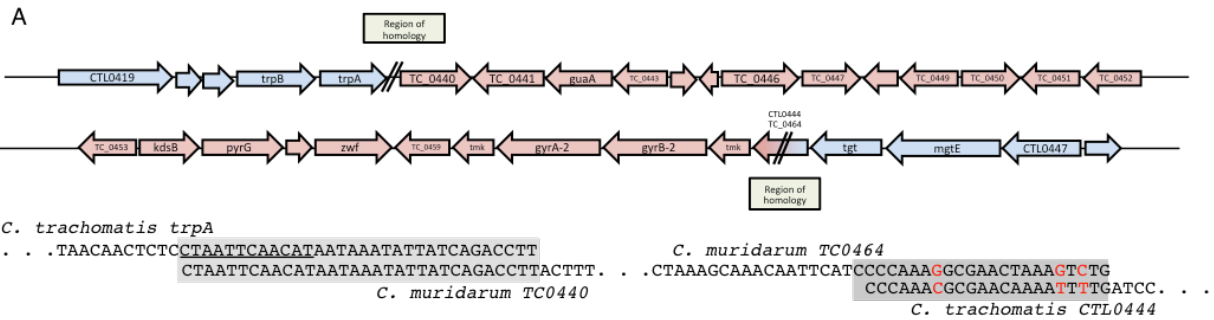 A
Region of
homology
CTL0419 trpB trpA TC_0440 TC_0441 guaA TC_0443 TC_0446 TC_0447 TC_0449 TC_0450 TC_0451 TC_0452
CTL0444
TC_0464
TC_0453 kdsB pyrG zwf TC_0459 tmk gyrA-2 gyrB-2 tmk tgt mgtE CTL0447
Region of
homology
C. trachomatis trpA
. . .TAACAACTCTCCTAATTCAACATAATAAATATTATCAGACCTT
C. muridarum TC0464
CTAATTCAACATAATAAATATTATCAGACCTTACTTT. . .CTAAAGCAAACAATTCATCCCCCAAAGGCGAACTAAAGTCTG
CCCAAACGCGAACAAAATTTTGATCC. . .
C. muridarum TC0440
C. trachomatis CTL0444